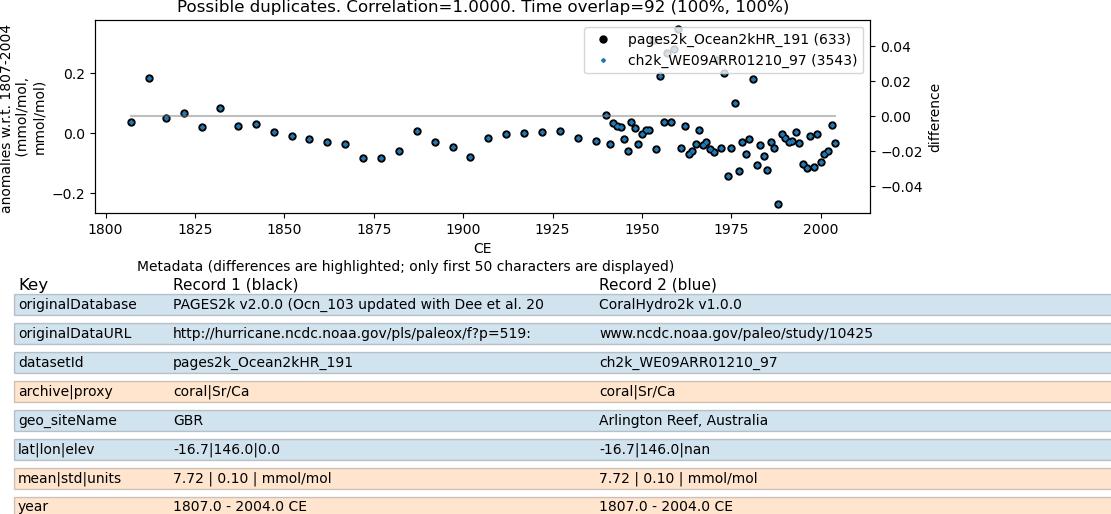 Possible duplicates. Correlation=1.0000. Time overlap=92 (100%, 100%)
anomalies w.r.t. 1807-2004
(mmol/mol,
mmol/mol)
0.2
0.0
−0.2
pages2k_Ocean2kHR_191 (633)
ch2k_WE09ARR01210_97 (3543)
0.04
0.02
0.00
−0.02
−0.04
difference
1800 1825 1850 1875 1900 1925 1950 1975 2000
CE
Metadata (differences are highlighted; only first 50 characters are displayed)
Key Record 1 (black) Record 2 (blue)
originalDatabase PAGES2k v2.0.0 (Ocn_103 updated with Dee et al. 20 CoralHydro2k v1.0.0
originalDataURL http://hurricane.ncdc.noaa.gov/pls/paleox/f?p=519: www.ncdc.noaa.gov/paleo/study/10425
datasetId pages2k_Ocean2kHR_191 ch2k_WE09ARR01210_97
archive|proxy coral|Sr/Ca coral|Sr/Ca
geo_siteName GBR Arlington Reef, Australia
lat|lon|elev -16.7|146.0|0.0 -16.7|146.0|nan
mean|std|units 7.72 | 0.10 | mmol/mol 7.72 | 0.10 | mmol/mol
year 1807.0 - 2004.0 CE 1807.0 - 2004.0 CE